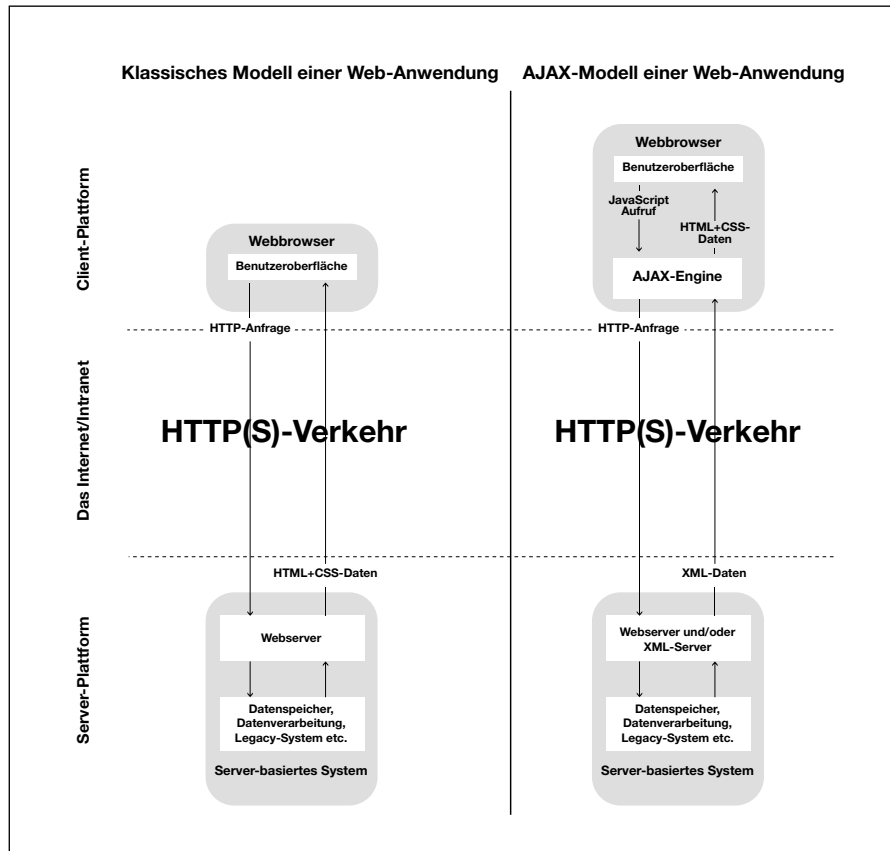 Klassisches Modell einer Web-Anwendung
AJAX-Modell einer Web-Anwendung
Client-Plattform
Webbrowser
Benutzeroberfläche
HTTP-Anfrage
Webbrowser
Benutzeroberfläche
JavaScript
Aufruf
HTML+CSS-
Daten
AJAX-Engine
HTTP-Anfrage
Das Internet/Intranet
HTTP(S)-Verkehr
HTTP(S)-Verkehr
Server-Plattform
HTML+CSS-Daten
Webserver
Datenspeicher,
Datenverarbeitung,
Legacy-System etc.
Server-basiertes System
XML-Daten
Webserver und/oder
XML-Server
Datenspeicher,
Datenverarbeitung,
Legacy-System etc.
Server-basiertes System